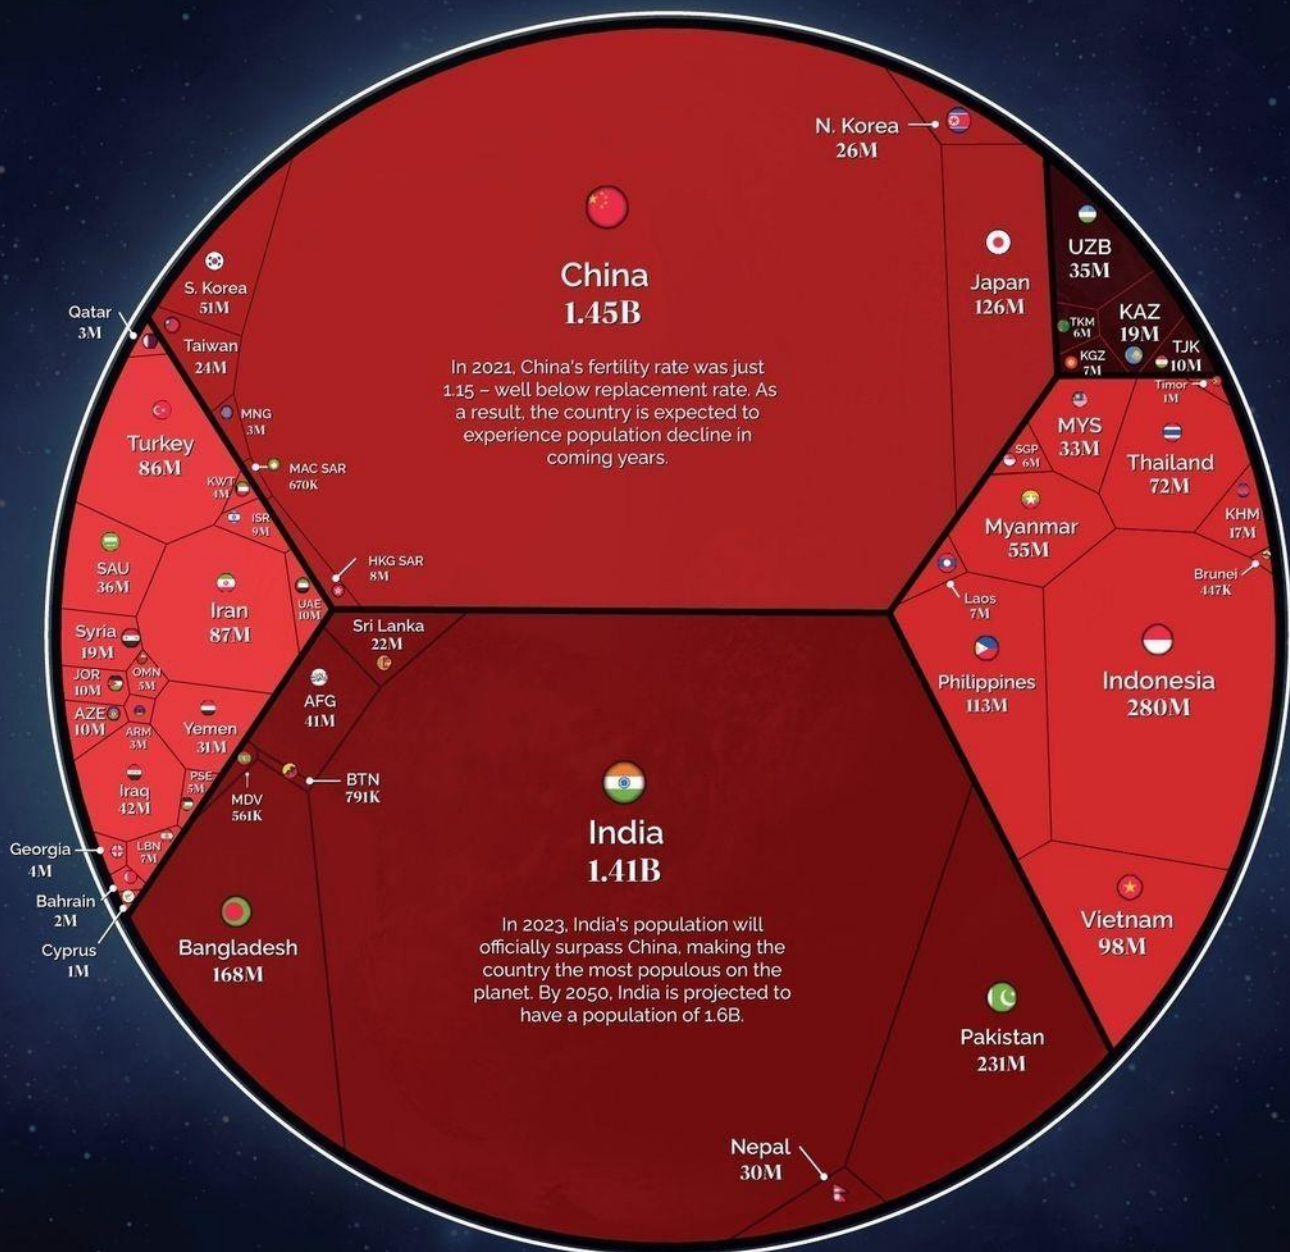 N. Korea
26M
China
1.45B
In 2021, China's fertility rate was just
1.15 – well below replacement rate. As
a result, the country is expected to
experience population decline in
coming years.
Japan
126M
UZB
35M
TKM
6M
KAZ
19M
KGZ
7M
TJK
10M
S. Korea
51M
Qatar
3M
Taiwan
24M
MNG
3M
MAC SAR
670K
HKG SAR
8M
Turkey
86M
KWT
4M
ISR
9M
SAU
36M
Iran
87M
UAE
10M
Syria
19M
JOR
10M
OMN
5M
AZE
10M
ARM
3M
Yemen
31M
Iraq
42M
PSE
5M
LBN
7M
Georgia
4M
Bahrain
2M
Cyprus
1M
Timor
1M
MYS
33M
SGP
6M
Thailand
72M
Myanmar
55M
KHM
17M
Brunei
447K
Laos
7M
Philippines
113M
Indonesia
280M
Vietnam
98M
Sri Lanka
22M
AFG
41M
MDV
561K
BTN
791K
India
1.41B
In 2023, India's population will
officially surpass China, making the
country the most populous on the
planet. By 2050, India is projected to
have a population of 1.6B.
Bangladesh
168M
Pakistan
231M
Nepal
30M